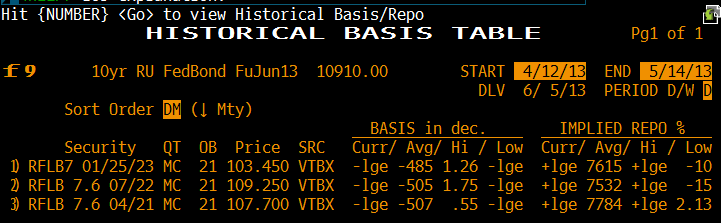 Hit {NUMBER} <Go> to view Historical Basis/Repo
HISTORICAL BASIS TABLE Pg1 of 1
f9 10yr RU FedBond FuJun13 10910.00 START 4/12/13 END 5/14/13
DLV 6/ 5/13 PERIOD D/W D
Sort Order DM (↓ Mty)
BASIS in dec. IMPLIED REPO %
Security QT OB Price SRC Curr/ Avg/ Hi / Low Curr/ Avg/ Hi / Low
1) RFLB7 01/25/23 MC 21 103.450 VTBX -lge -485 1.26 -lge +lge 7615 +lge -10
2) RFLB 7.6 07/22 MC 21 109.250 VTBX -lge -505 1.75 -lge +lge 7532 +lge -15
3) RFLB 7.6 04/21 MC 21 107.700 VTBX -lge -507 .55 -lge +lge 7784 +lge 2.13